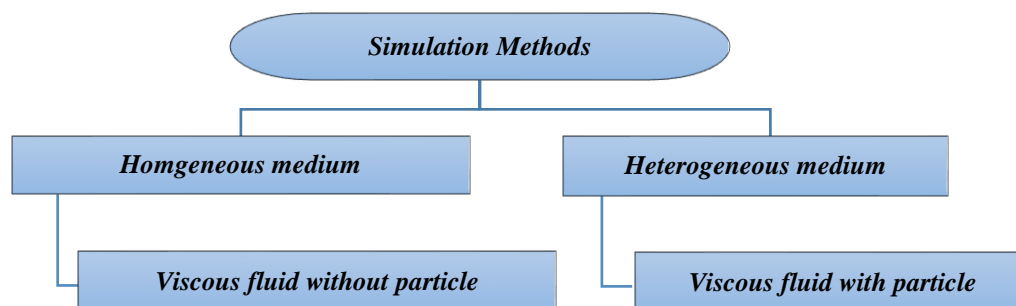 Simulation Methods
Homgeneous medium
Heterogeneous medium
Viscous fluid without particle
Viscous fluid with particle